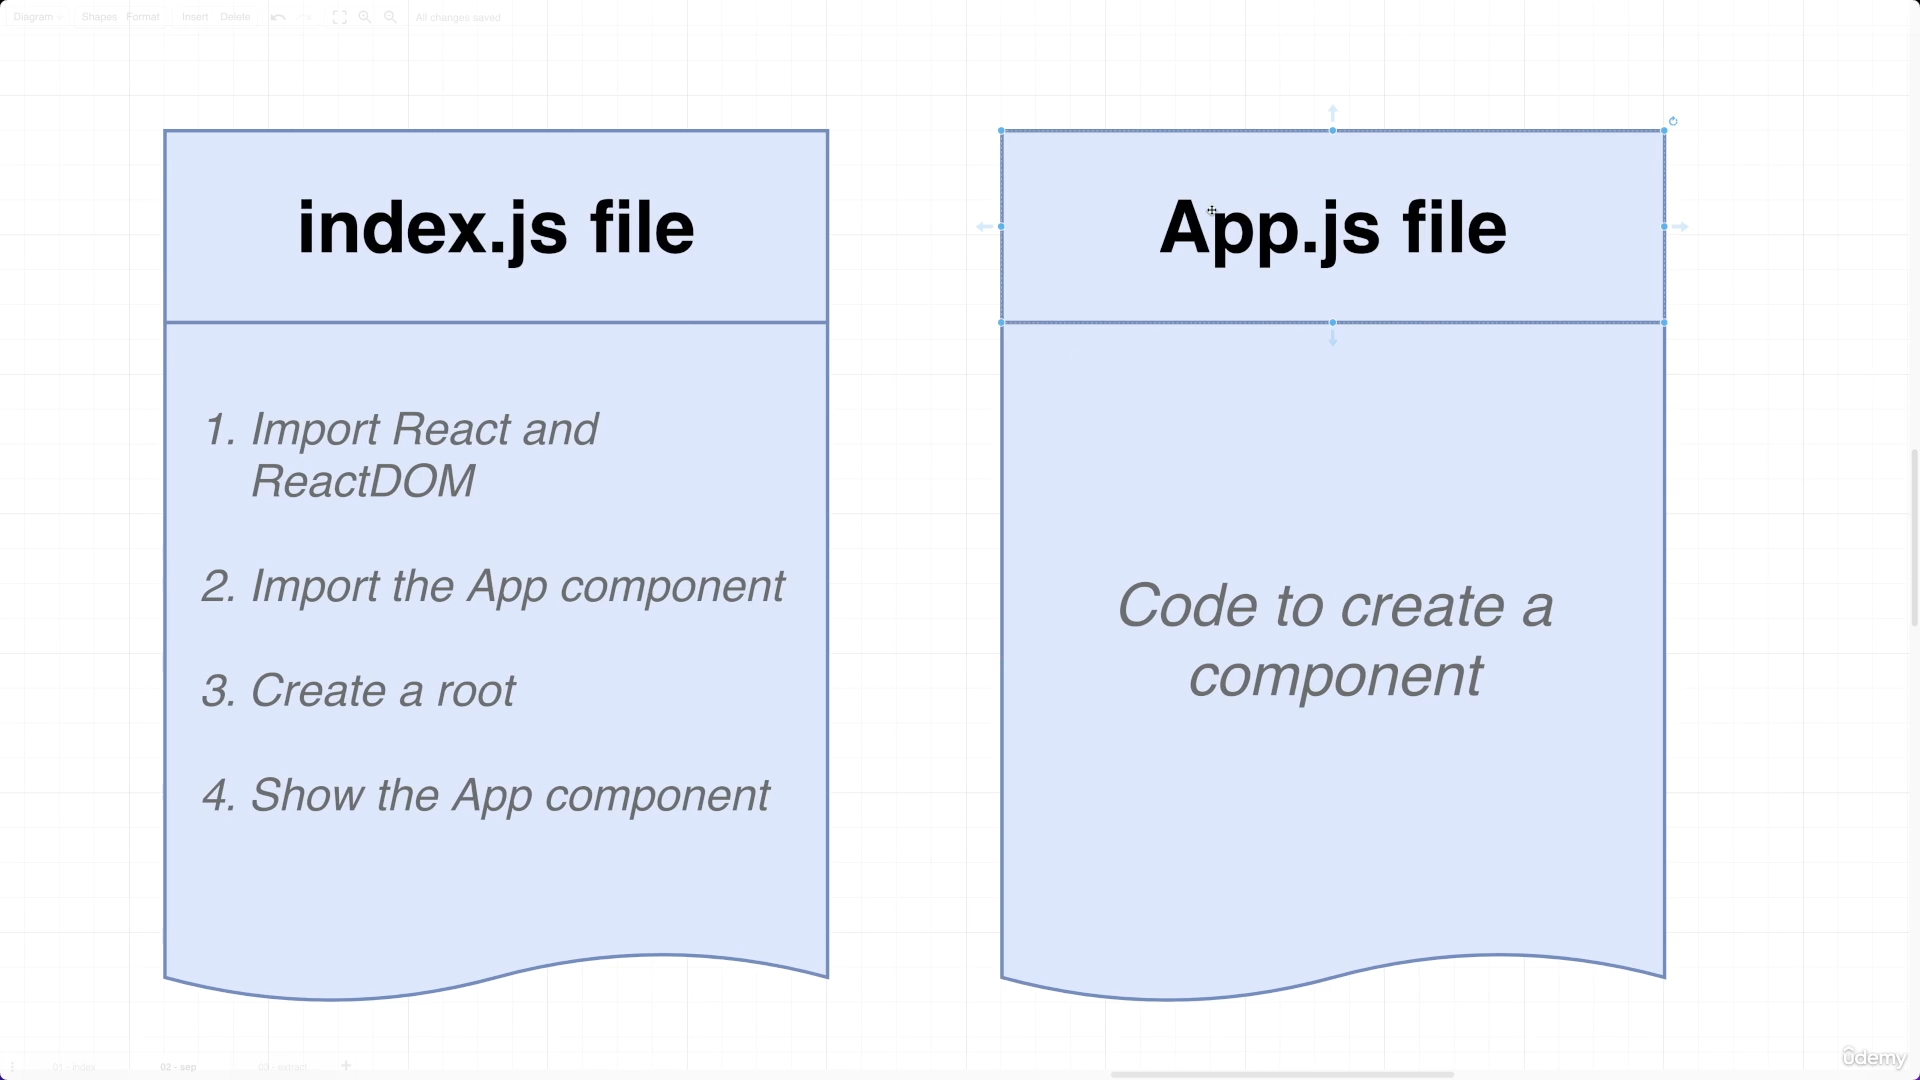 Diagram Shapes Format Insert Delete All changes saved
index.js file
1. Import React and
ReactDOM
2. Import the App component
3. Create a root
4. Show the App component
App.js file
Code to create a
component
01 - index 02 - sep 03 - extract
ûdemy